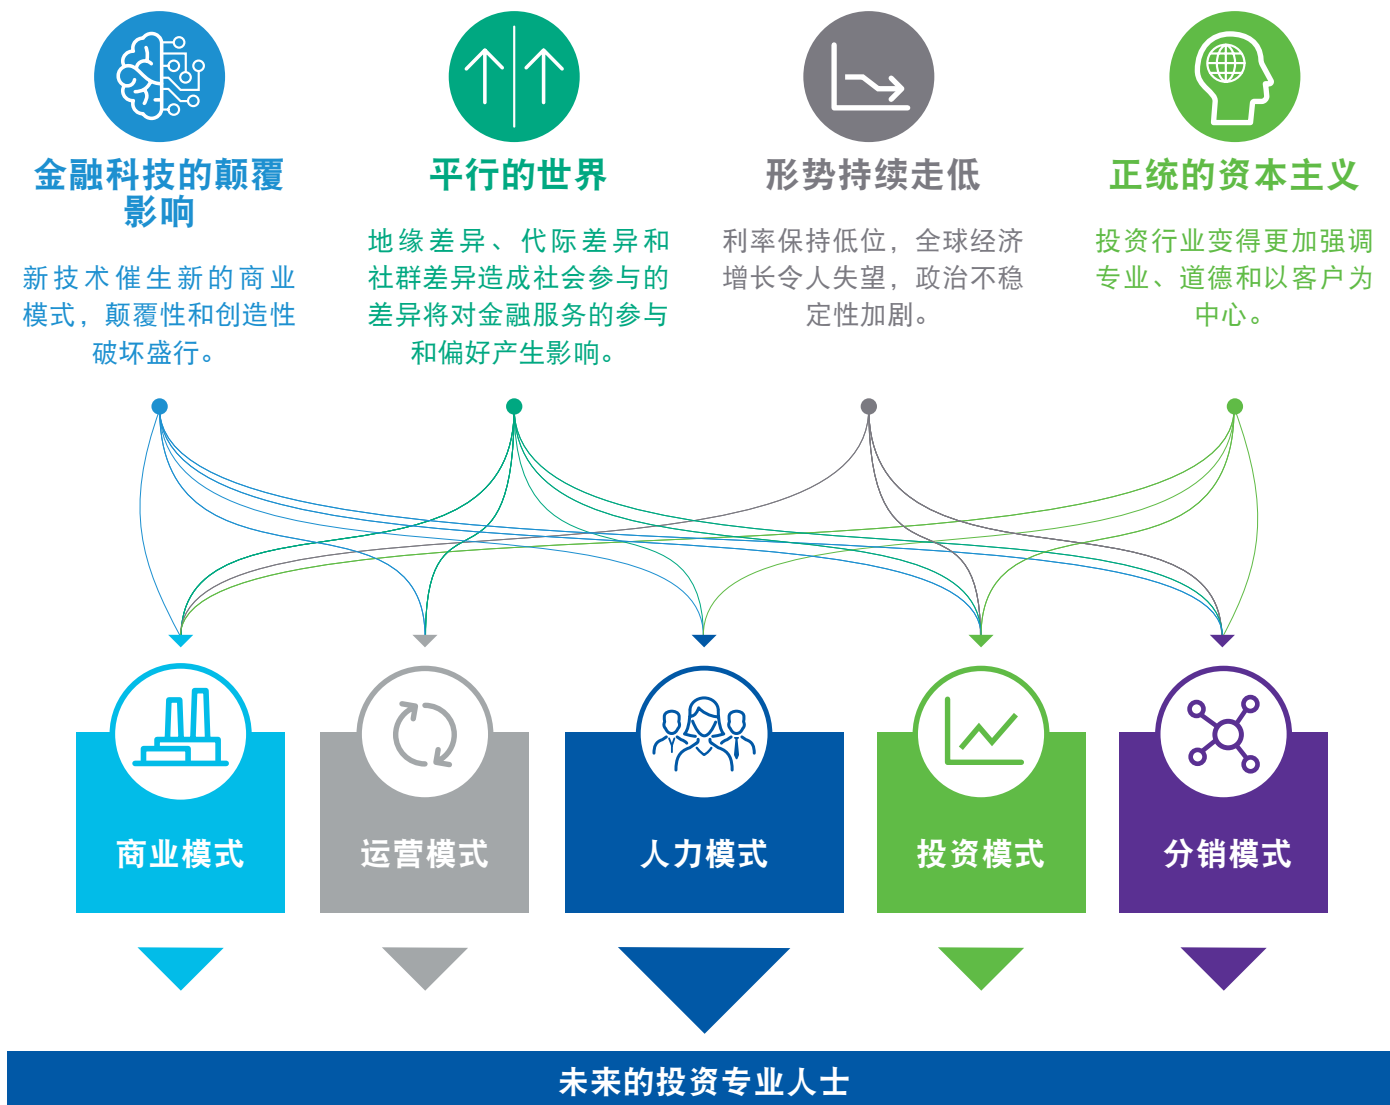 金融科技的颠覆
影响
新技术催生新的商业
模式，颠覆性和创造性
破坏盛行。
平行的世界
地缘差异、代际差异和
社群差异造成社会参与的
差异将对金融服务的参与
和偏好产生影响。
形势持续走低
利率保持低位，全球经济
增长令人失望，政治不稳
定性加剧。
正统的资本主义
投资行业变得更加强调
专业、道德和以客户为
中心。
商业模式
运营模式
人力模式
投资模式
分销模式
未来的投资专业人士